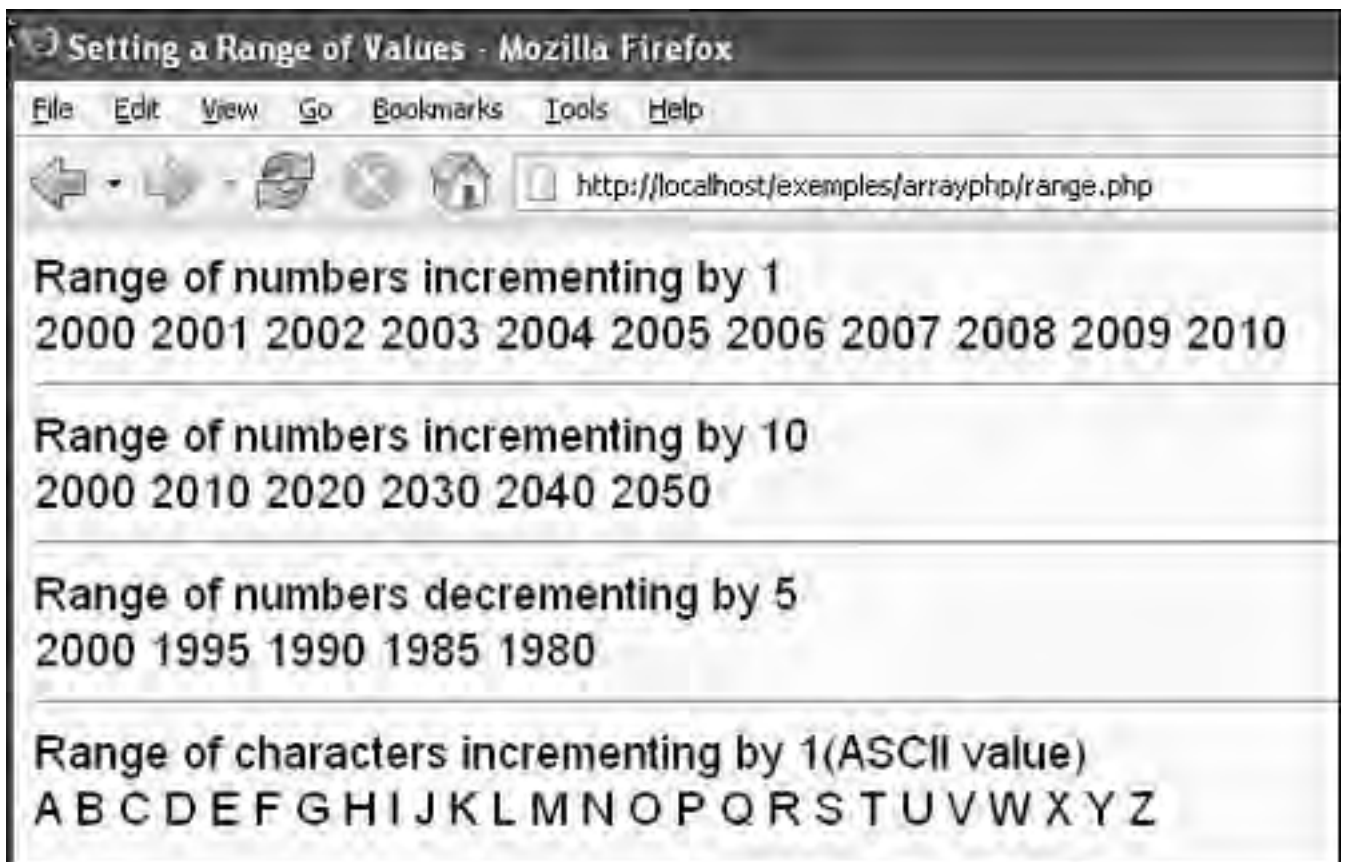 Setting a Range of Values - Mozilla Firefox
File Edit View Go Bookmarks Tools Help
http://localhost/exemples/arrayphp/range.php
Range of numbers incrementing by 1
2000 2001 2002 2003 2004 2005 2006 2007 2008 2009 2010
Range of numbers incrementing by 10
2000 2010 2020 2030 2040 2050
Range of numbers decrementing by 5
2000 1995 1990 1985 1980
Range of characters incrementing by 1(ASCII value)
A B C D E F G H I J K L M N O P Q R S T U V W X Y Z